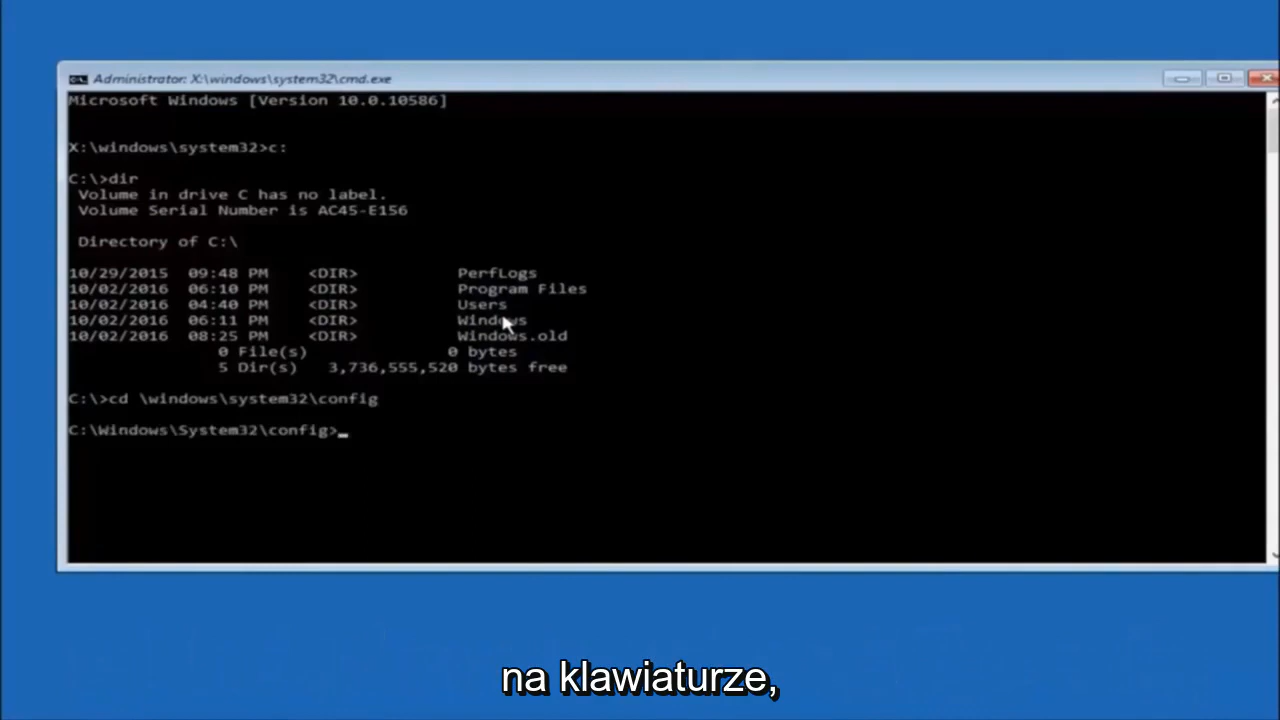 Administrator: X:\windows\system32\cmd.exe
Microsoft Windows [Version 10.0.10586]
X:\windows\system32>c:
C:\>dir
Volume in drive C has no label.
Volume Serial Number is AC45-E156
Directory of C:\
10/29/2015 09:48 PM <DIR> PerfLogs
10/02/2016 06:10 PM <DIR> Program Files
10/02/2016 04:40 PM <DIR> Users
10/02/2016 06:11 PM <DIR> Windows
10/02/2016 08:25 PM <DIR> Windows.old
0 File(s) 0 bytes
5 Dir(s) 3,736,555,520 bytes free
C:\>cd \windows\system32\config
C:\Windows\System32\config>_
na klawiaturze,